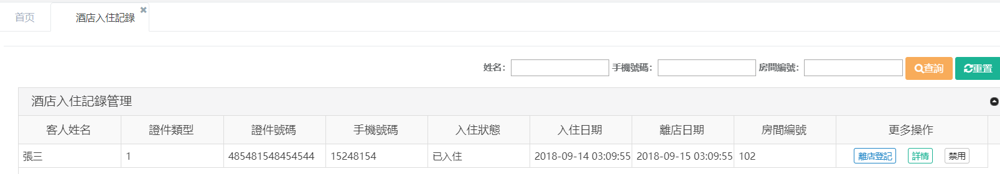 首页 酒店入住記錄
姓名: 手機號碼: 房間編號: 查詢 重置
酒店入住記錄管理
客人姓名 證件類型 證件號碼 手機號碼 入住狀態 入住日期 離店日期 房間編號 更多操作
張三 1 485481548454544 15248154 已入住 2018-09-14 03:09:55 2018-09-15 03:09:55 102 離店登記 詳情 禁用